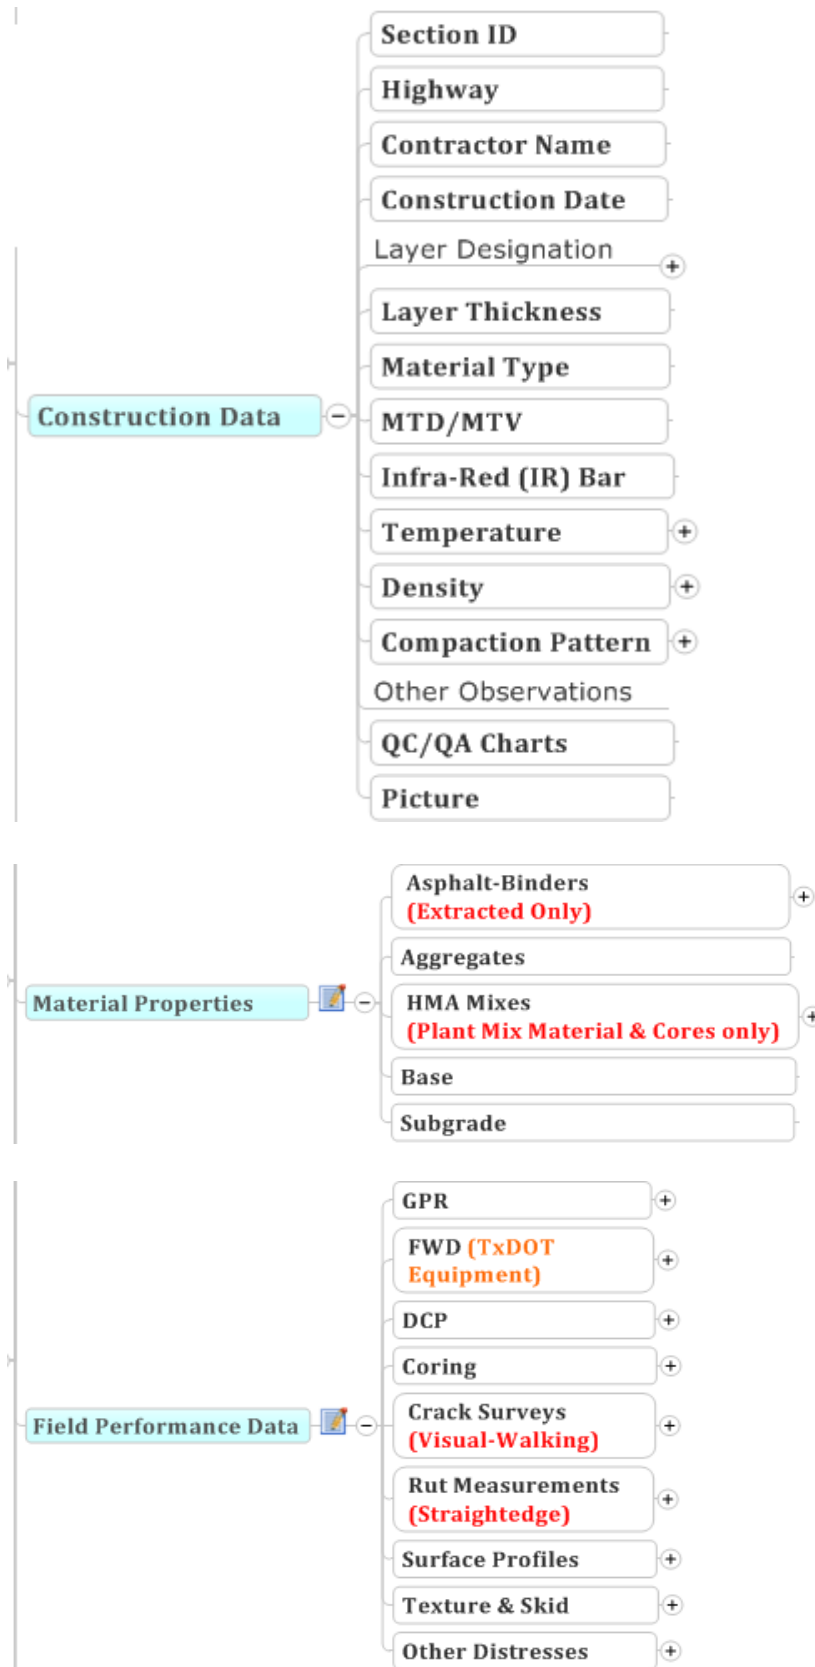 Section ID
Highway
Contractor Name
Construction Date
Layer Designation
Layer Thickness
Material Type
Construction Data
MTD/MTV
Infra-Red (IR) Bar
Temperature
Density
Compaction Pattern
Other Observations
QC/QA Charts
Picture
Asphalt-Binders
(Extracted Only)
Aggregates
Material Properties
HMA Mixes
(Plant Mix Material & Cores only)
Base
Subgrade
GPR
FWD (TxDOT
Equipment)
DCP
Coring
Field Performance Data
Crack Surveys
(Visual-Walking)
Rut Measurements
(Straightedge)
Surface Profiles
Texture & Skid
Other Distresses